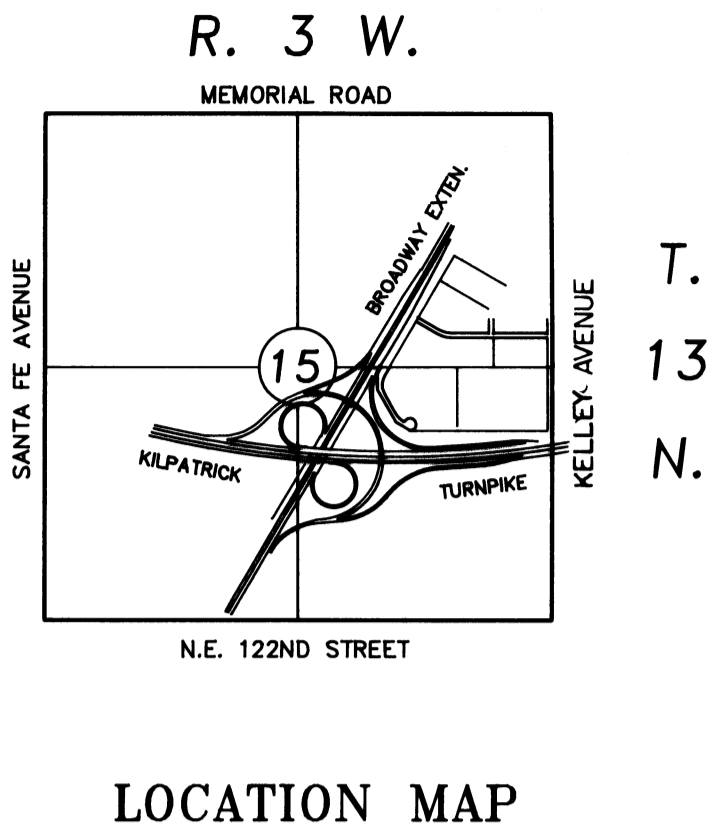 R. 3 W.
MEMORIAL ROAD
BROADWAY EXTEN.
SANTA FE AVENUE
15
KELLEY AVENUE
T.
13
N.
KILPATRICK
TURNPIKE
N.E. 122ND STREET
LOCATION MAP